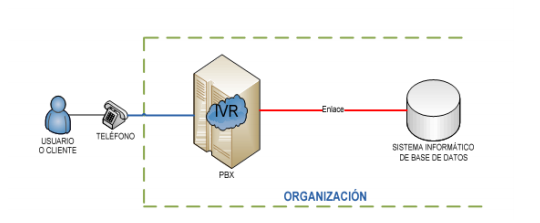 IVR
Enlace
USUARIO
O CLIENTE
TELÉFONO
PBX
SISTEMA INFORMÁTICO
DE BASE DE DATOS
ORGANIZACIÓN